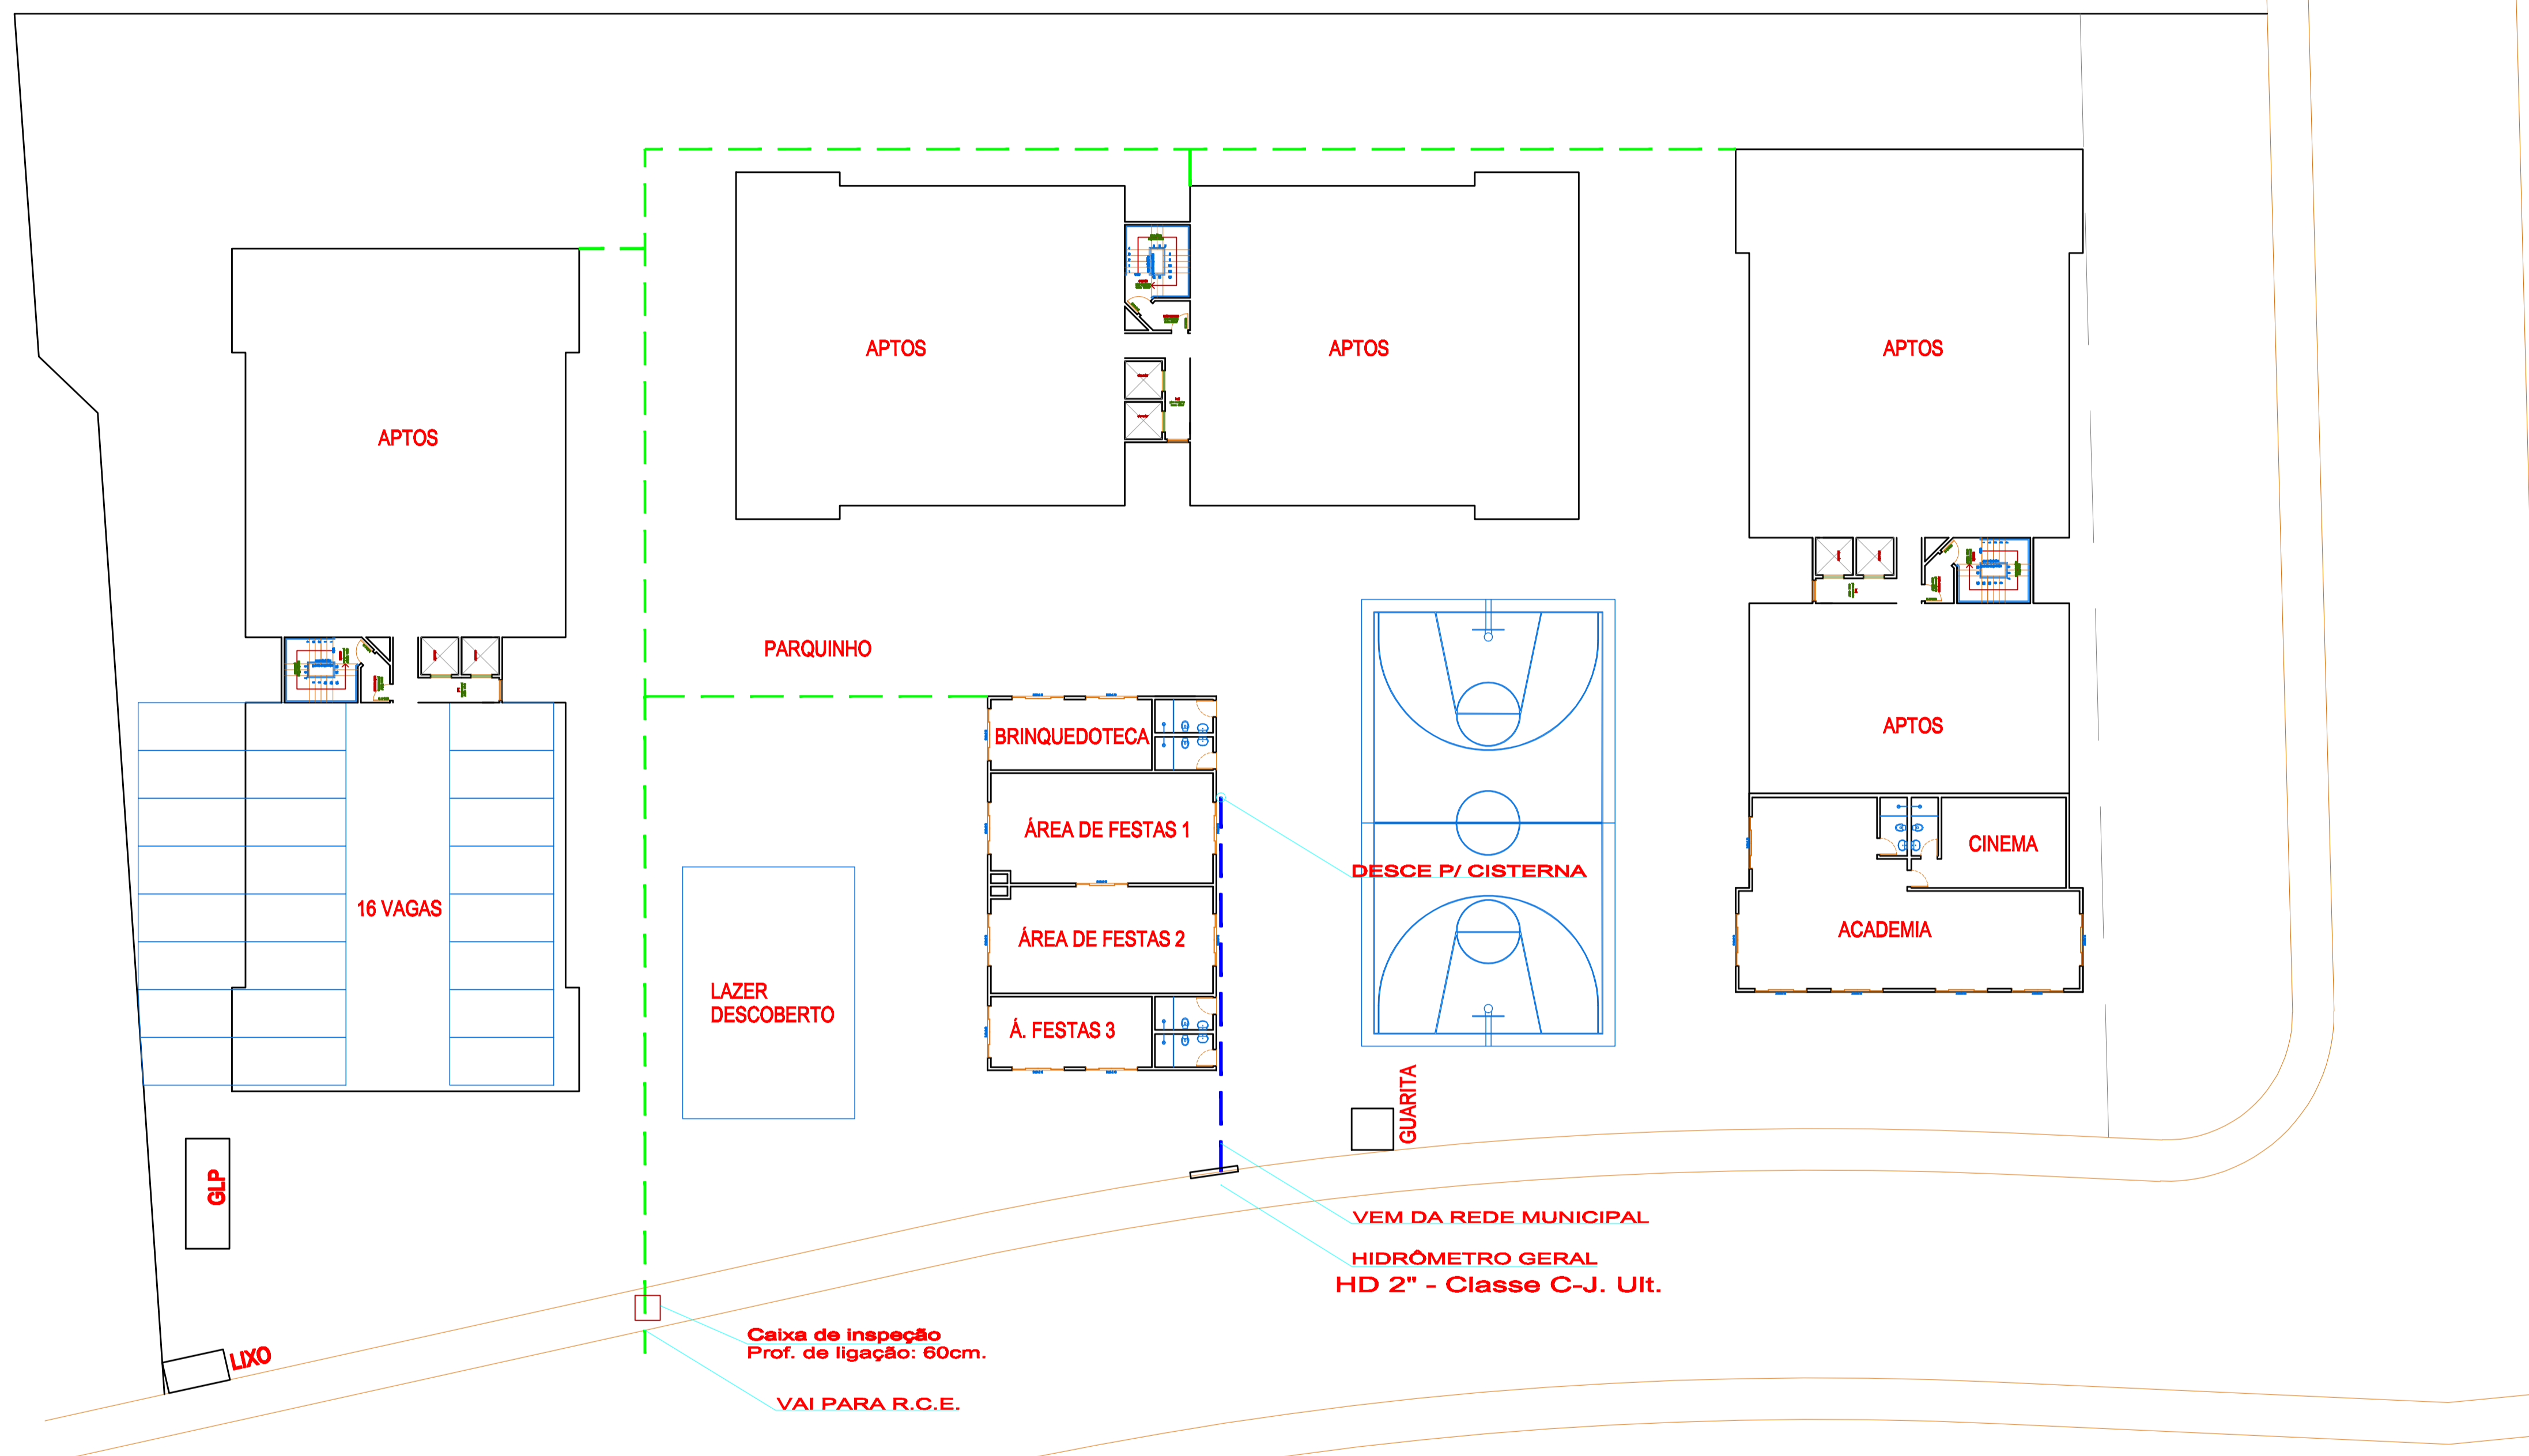 APTOS
APTOS
APTOS
APTOS
PARQUINHO
BRINQUEDOTECA
APTOS
ÁREA DE FESTAS 1
CINEMA
DESCE P/ CISTERNA
16 VAGAS
ÁREA DE FESTAS 2
ACADEMIA
LAZER
DESCOBERTO
Á. FESTAS 3
GUARITA
GLP
VEM DA REDE MUNICIPAL
HIDRÔMETRO GERAL
HD 2" - Classe C-J. Ult.
Caixa de inspeção
Prof. de ligação: 60cm.
LIXO
VAI PARA R.C.E.